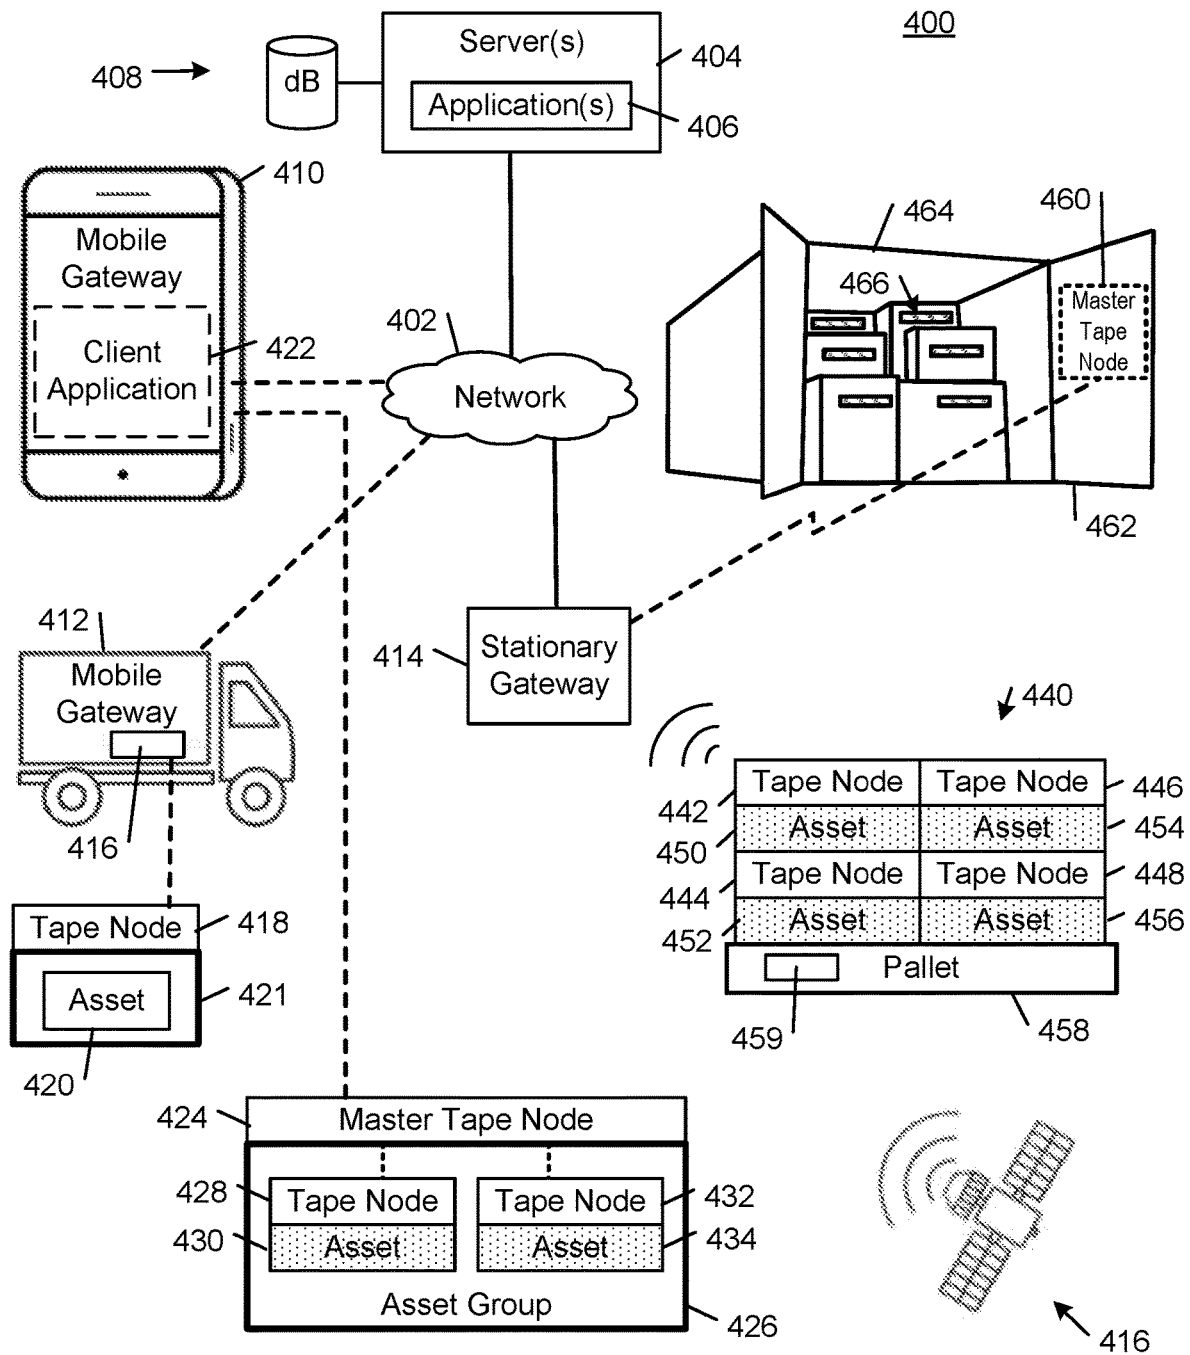 400
Server(s)
404
408
dB
Application(s)
406
410
Mobile
Gateway
Client
Application
422
402
Network
464
460
466
Master
Tape
Node
462
412
Mobile
Gateway
416
414
Stationary
Gateway
440
Tape Node
Tape Node
442
446
Asset
Asset
450
454
Tape Node
Tape Node
444
448
Asset
Asset
452
456
Pallet
459
458
Tape Node
418
Asset
421
420
424
Master Tape Node
428
Tape Node
Tape Node
432
430
Asset
Asset
434
Asset Group
426
416